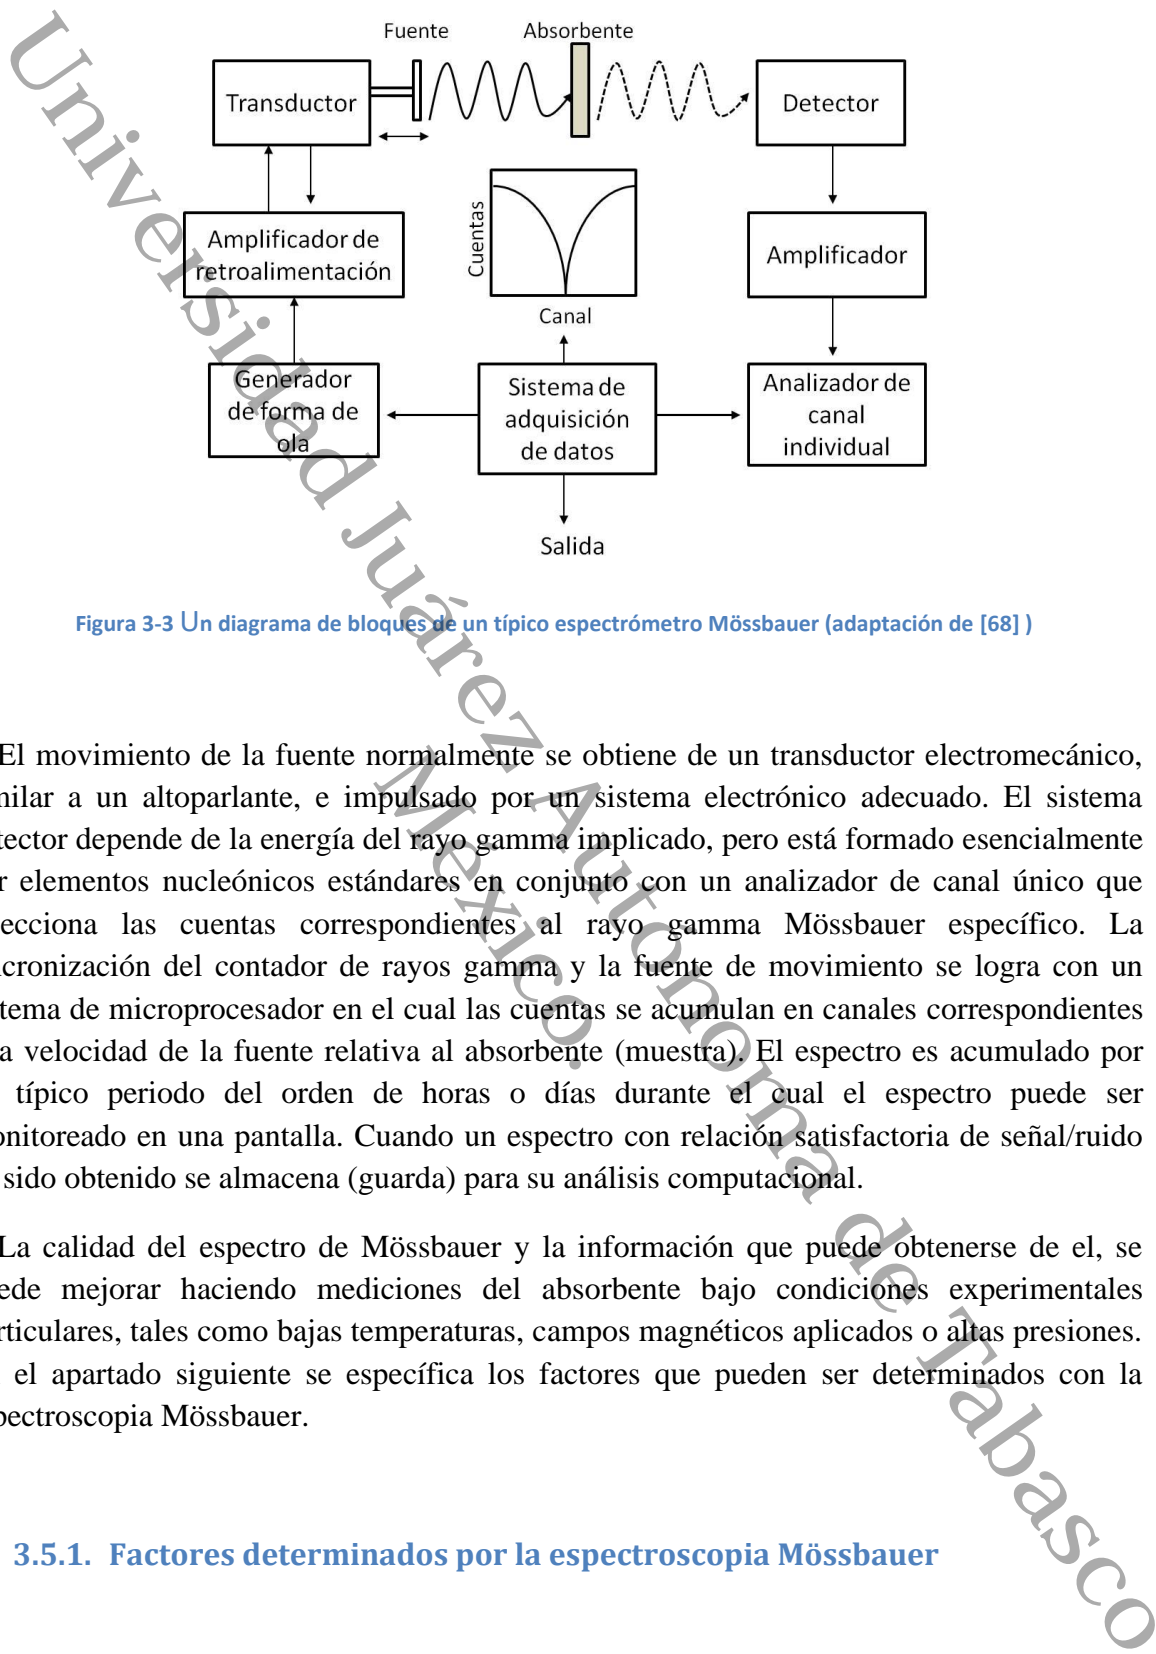 Fuente
Absorbente
Transductor
Detector
Amplificador de
retroalimentación
Cuentas
Canal
Amplificador
Generador
de forma de
ola
Sistema de
adquisición
de datos
Analizador de
canal
individual
Salida
Figura 3-3 Un diagrama de bloques de un típico espectrómetro Mössbauer (adaptación de [68] )
El movimiento de la fuente normalmente se obtiene de un transductor electromecánico,
milar a un altoparlante, e impulsado por un sistema electrónico adecuado. El sistema
tector depende de la energía del rayo gamma implicado, pero está formado esencialmente
r elementos nucleónicos estándares en conjunto con un analizador de canal único que
ecciona las cuentas correspondientes al rayo gamma Mössbauer específico. La
ncronización del contador de rayos gamma y la fuente de movimiento se logra con un
tema de microprocesador en el cual las cuentas se acumulan en canales correspondientes
a velocidad de la fuente relativa al absorbente (muestra). El espectro es acumulado por
típico periodo del orden de horas o días durante el cual el espectro puede ser
onitoreado en una pantalla. Cuando un espectro con relación satisfactoria de señal/ruido
sido obtenido se almacena (guarda) para su análisis computacional.
La calidad del espectro de Mössbauer y la información que puede obtenerse de el, se
ede mejorar haciendo mediciones del absorbente bajo condiciones experimentales
rticulares, tales como bajas temperaturas, campos magnéticos aplicados o altas presiones.
el apartado siguiente se específica los factores que pueden ser determinados con la
pectroscopia Mössbauer.
3.5.1. Factores determinados por la espectroscopia Mössbauer
Universidad Juárez Autónoma de Tabasco
México.